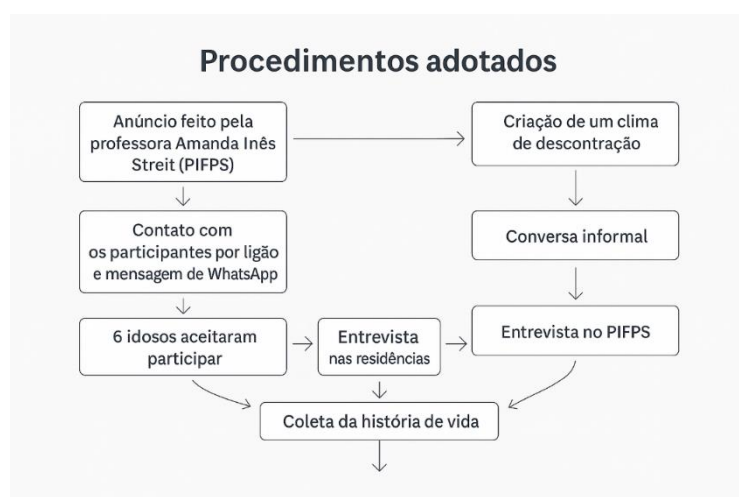 Procedimentos adotados
Anúncio feito pela
professora Amanda Inês
Streit (PIFPS)
Contato com
os participantes por ligão
e mensagem de WhatsApp
6 idosos aceitaram
participar
Entrevista
nas residências
Criação de um clima
de descontração
Conversa informal
Entrevista no PIFPS
Coleta da história de vida